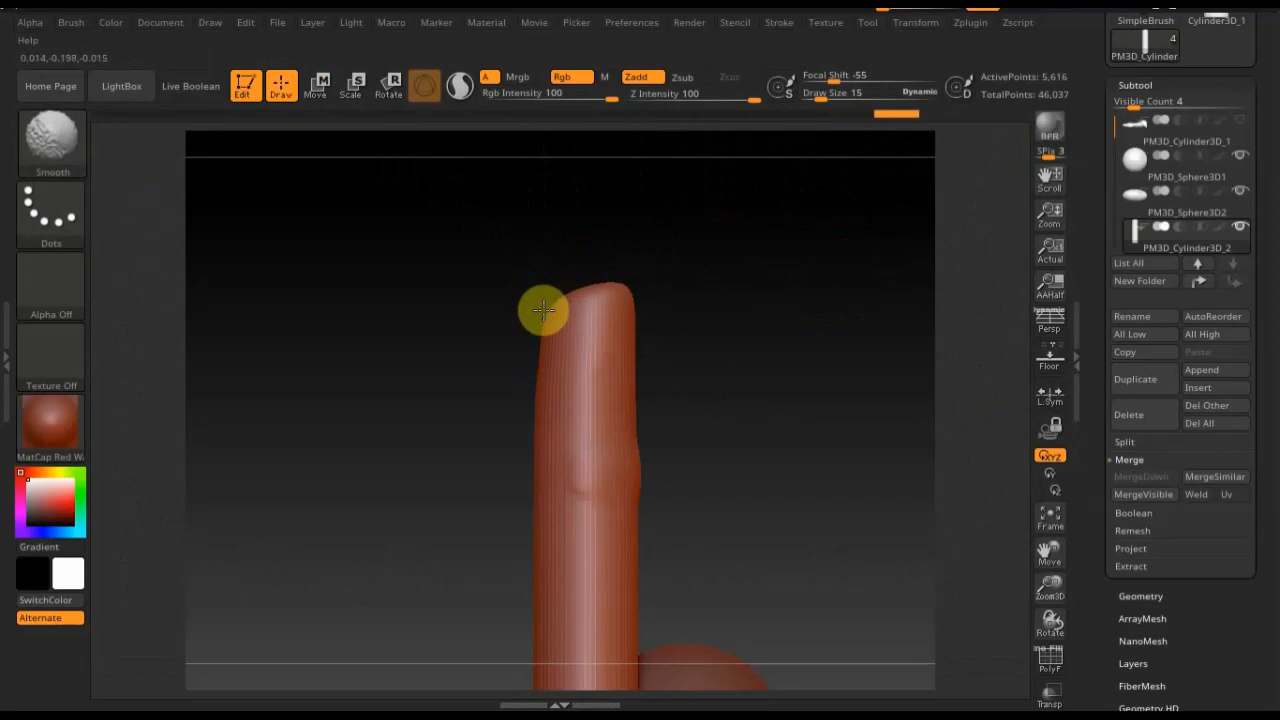 Alpha Brush Color Document Draw Edit File Layer Light Macro Marker Material Movie Picker Preferences Render Stencil Stroke Texture Tool Transform Zplugin Zscript
Help
0.014,-0.198,-0.015
Home Page
LightBox
Live Boolean
Edit
Draw
Move
Scale
Rotate
A
Mrgb
Rgb
M
Zadd
Zsub
Zcut
Rgb Intensity 100
Z Intensity 100
S
Focal Shift -55
Draw Size 15
Dynamic
D
ActivePoints: 5,616
TotalPoints: 46,037
Smooth
Dots
Alpha Off
Texture Off
Gradient
SwitchColor
Alternate
BPR
SPix 3
Scroll
Zoom
Actual
AAHalf
Dynamic
Persp
Floor
L.Sym
XYZ
Y
Z
Frame
Move
Zoom3D
Rotate
PolyF
Transp
SimpleBrush Cylinder3D_1
4
PM3D_Cylinder
Subtool
Visible Count 4
PM3D_Cylinder3D_1
PM3D_Sphere3D1
PM3D_Sphere3D2
PM3D_Cylinder3D_2
List All
New Folder
Rename AutoReorder
All Low All High
Copy Paste
Duplicate
Append
Insert
Delete
Del Other
Del All
Split
Merge
MergeDown MergeSimilar
MergeVisible Weld Uv
Boolean
Remesh
Project
Extract
Geometry
ArrayMesh
NanoMesh
Layers
FiberMesh
Geometry HD